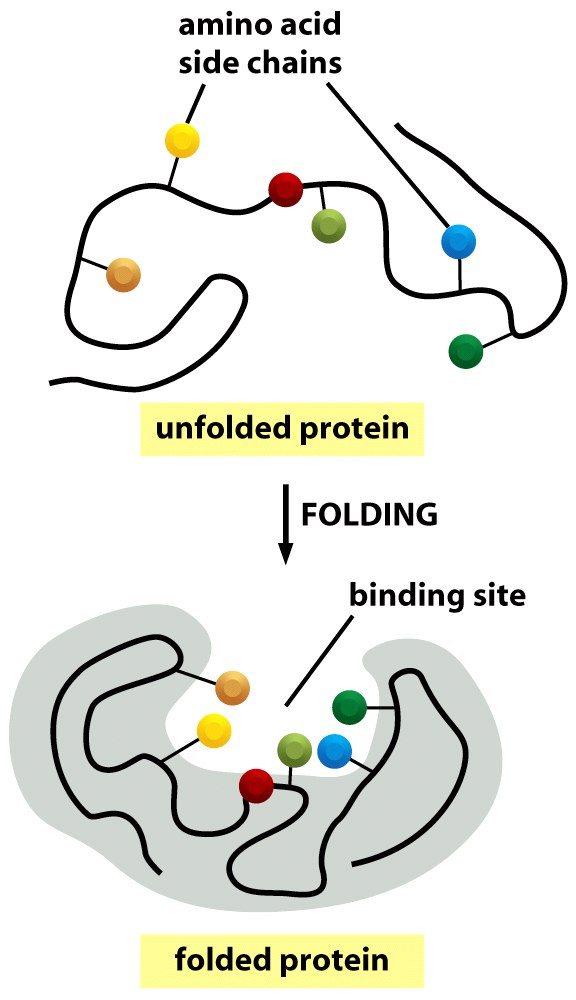 amino acid
side chains
unfolded protein
FOLDING
binding site
folded protein